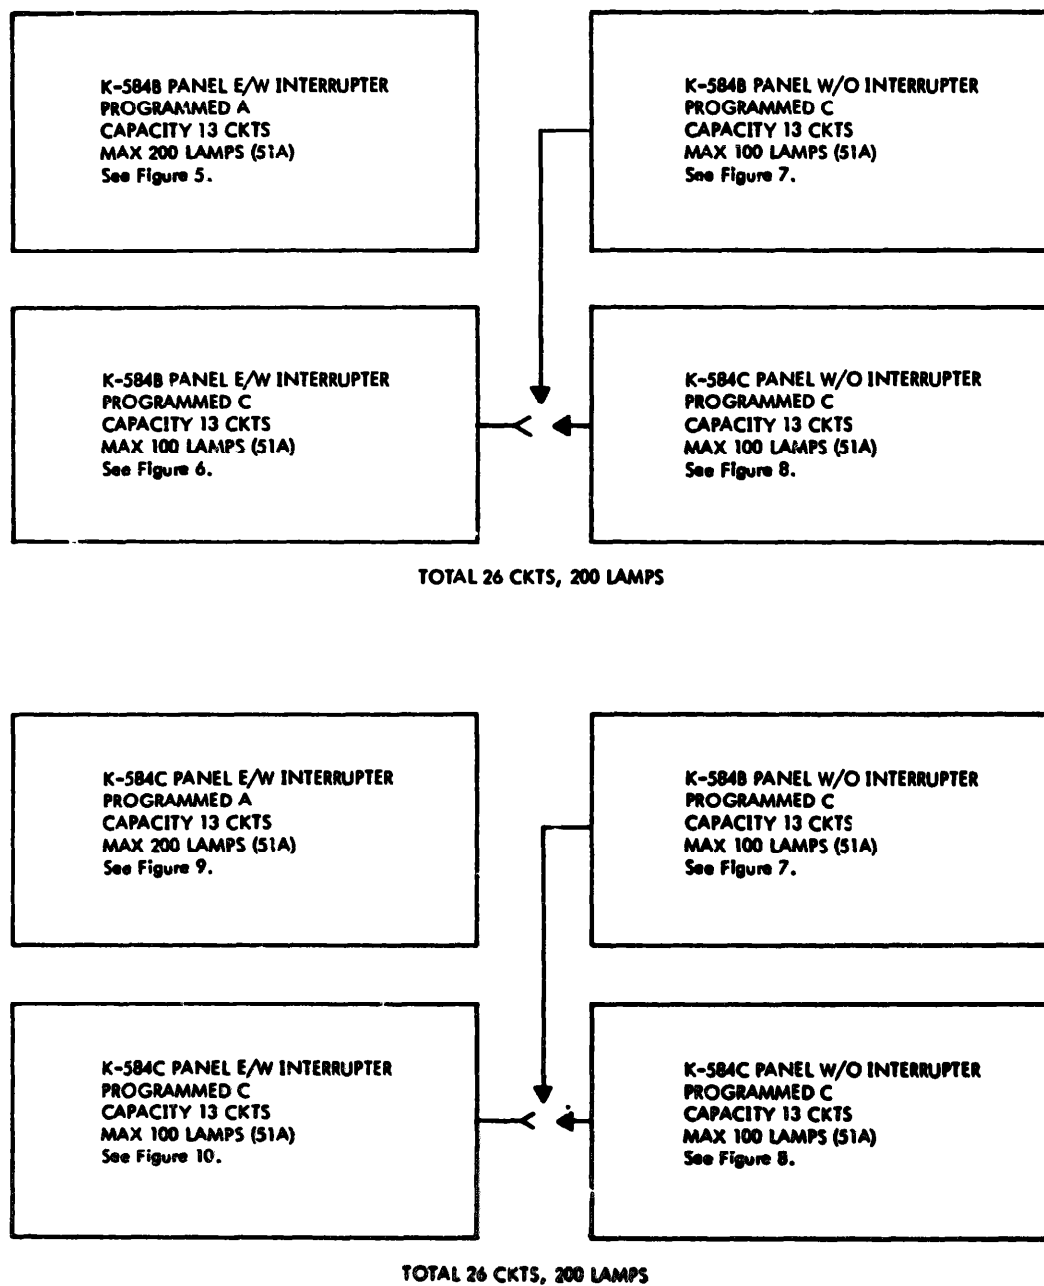 K-584B PANEL E/W INTERRUPTER
PROGRAMMED A
CAPACITY 13 CKTS
MAX 200 LAMPS (51A)
See Figure 5.
K-584B PANEL W/O INTERRUPTER
PROGRAMMED C
CAPACITY 13 CKTS
MAX 100 LAMPS (51A)
See Figure 7.
K-584B PANEL E/W INTERRUPTER
PROGRAMMED C
CAPACITY 13 CKTS
MAX 100 LAMPS (51A)
See Figure 6.
K-584C PANEL W/O INTERRUPTER
PROGRAMMED C
CAPACITY 13 CKTS
MAX 100 LAMPS (51A)
See Figure 8.
TOTAL 26 CKTS, 200 LAMPS
K-584C PANEL E/W INTERRUPTER
PROGRAMMED A
CAPACITY 13 CKTS
MAX 200 LAMPS (51A)
See Figure 9.
K-584B PANEL W/O INTERRUPTER
PROGRAMMED C
CAPACITY 13 CKTS
MAX 100 LAMPS (51A)
See Figure 7.
K-584C PANEL E/W INTERRUPTER
PROGRAMMED C
CAPACITY 13 CKTS
MAX 100 LAMPS (51A)
See Figure 10.
K-584C PANEL W/O INTERRUPTER
PROGRAMMED C
CAPACITY 13 CKTS
MAX 100 LAMPS (51A)
See Figure 8.
TOTAL 26 CKTS, 200 LAMPS